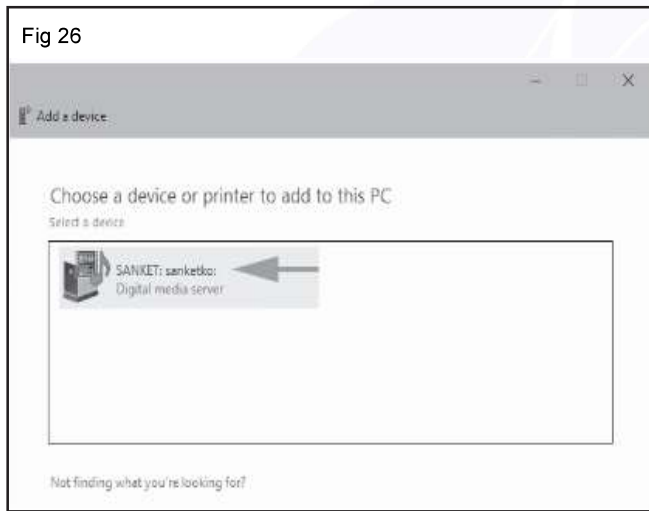 Fig 26
Add a device
Choose a device or printer to add to this PC
Select a device
SANKET: sanketko:
Digital media server
Not finding what you're looking for?